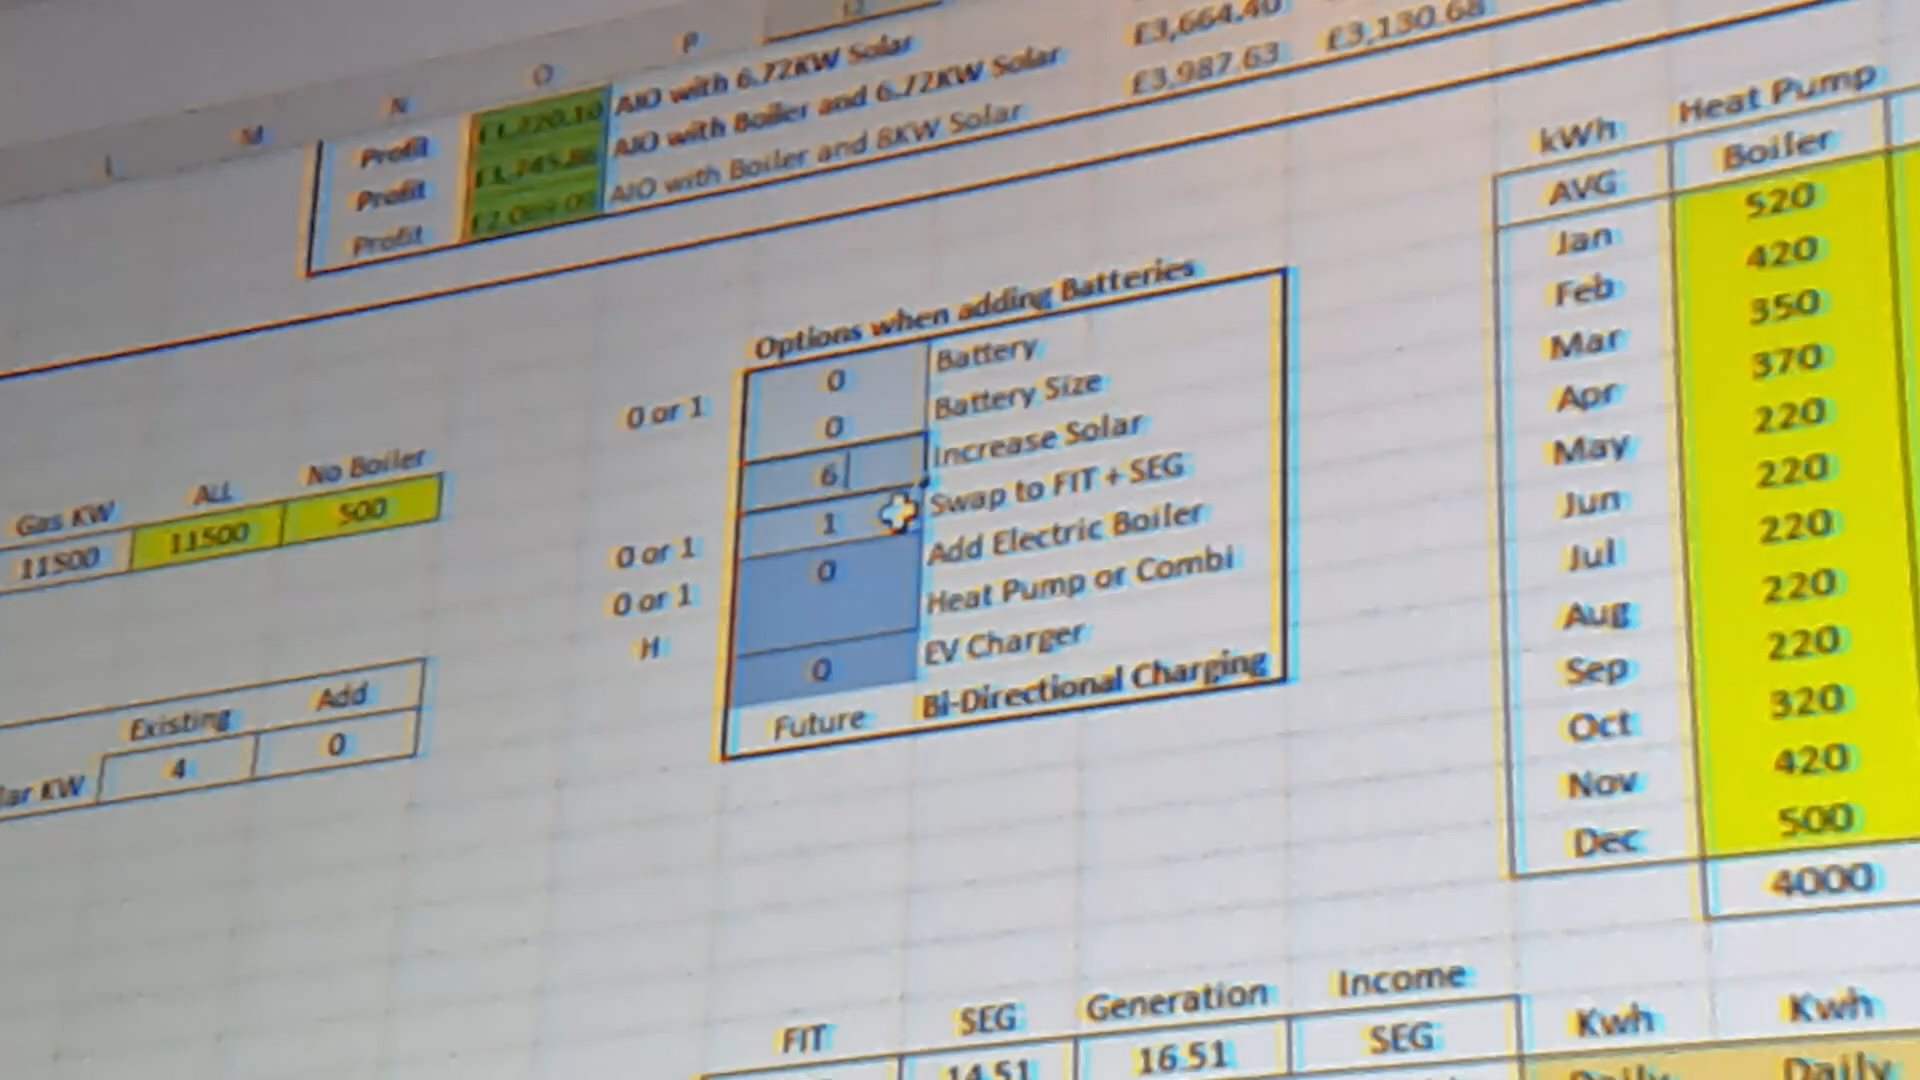 L M N O P
Profit £1,220.10 AIO with 6.72KW Solar £3,664.40 £3,130.68
Profit AIO with Boiler and 6.72KW Solar £3,987.63
Profit AIO with Boiler and 8KW Solar
Options when adding Batteries
0 or 1 0 Battery
0 Battery Size
6 Increase Solar
0 or 1 1 Swap to FIT + SEG
0 or 1 0 Add Electric Boiler
H Heat Pump or Combi
0 EV Charger
Future Bi-Directional Charging
Gas KW ALL No Boiler
11500 11500 500
Existing Add
lar KW 4 0
kWh Heat Pump
AVG Boiler
Jan 520
Feb 420
Mar 350
Apr 370
May 220
Jun 220
Jul 220
Aug 220
Sep 220
Oct 320
Nov 420
Dec 500
4000
FIT SEG Generation Income Kwh Kwh
14.51 16.51 SEG Daily Daily